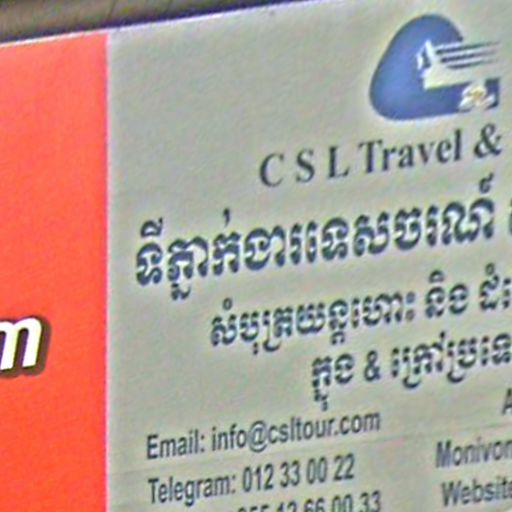 C S L Travel &
ទីភ្នាក់ងារទេសចរណ៍
សំបុត្រយន្តហោះ និង
ក្នុង & ក្រៅប្រទេ
Email: info@csltour.com
Telegram: 012 33 00 22
Monivon
Website